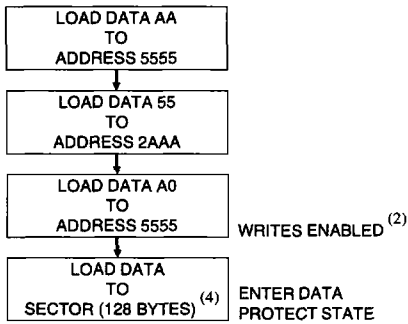 LOAD DATA AA
TO
ADDRESS 5555
LOAD DATA 55
TO
ADDRESS 2AAA
LOAD DATA A0
TO
ADDRESS 5555
WRITES ENABLED (2)
LOAD DATA
TO
SECTOR (128 BYTES) (4)
ENTER DATA
PROTECT STATE